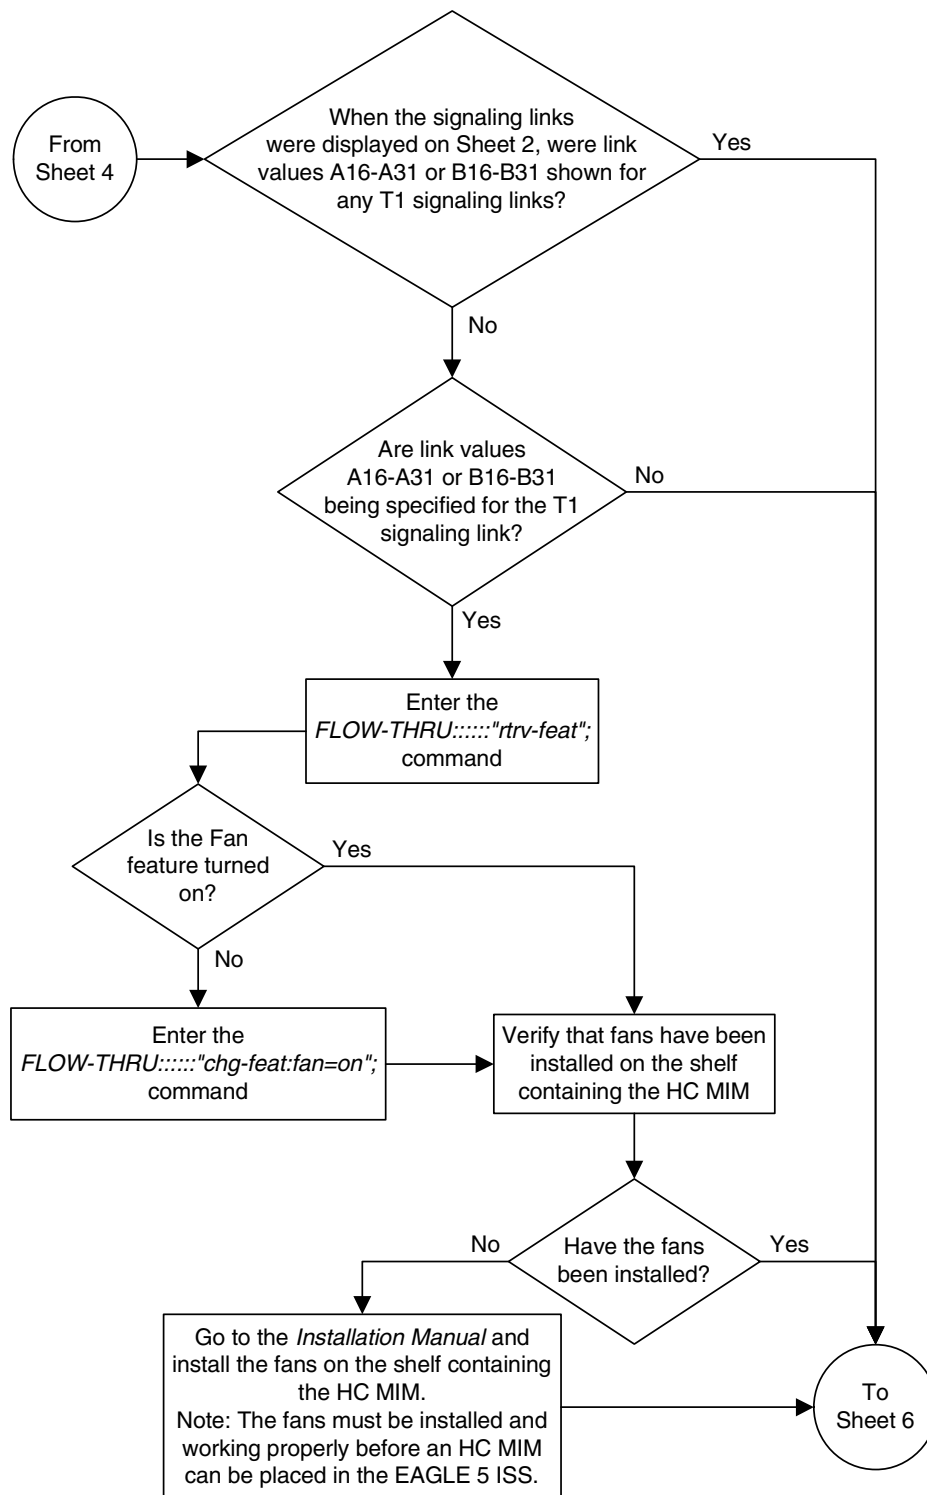 From
Sheet 4
When the signaling links
were displayed on Sheet 2, were link
values A16-A31 or B16-B31 shown for
any T1 signaling links?
Yes
No
Are link values
A16-A31 or B16-B31
being specified for the T1
signaling link?
No
Yes
Enter the
FLOW-THRU::::::"rtrv-feat";
command
Is the Fan
feature turned
on?
Yes
No
Enter the
FLOW-THRU::::::"chg-feat:fan=on";
command
Verify that fans have been
installed on the shelf
containing the HC MIM
Have the fans
been installed?
No
Yes
Go to the Installation Manual and
install the fans on the shelf containing
the HC MIM.
Note: The fans must be installed and
working properly before an HC MIM
can be placed in the EAGLE 5 ISS.
To
Sheet 6